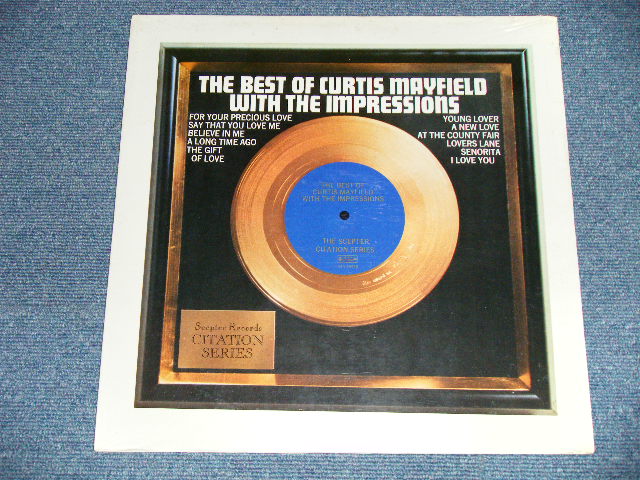 THE BEST OF CURTIS MAYFIELD
WITH THE IMPRESSIONS
FOR YOUR PRECIOUS LOVE
SAY THAT YOU LOVE ME
BELIEVE IN ME
A LONG TIME AGO
THE GIFT
OF LOVE
YOUNG LOVER
A NEW LOVE
AT THE COUNTY FAIR
LOVERS LANE
SENORITA
I LOVE YOU
THE BEST OF
CURTIS MAYFIELD
WITH THE IMPRESSIONS
THE SCEPTER
CITATION SERIES
Scepter Records
CITATION
SERIES